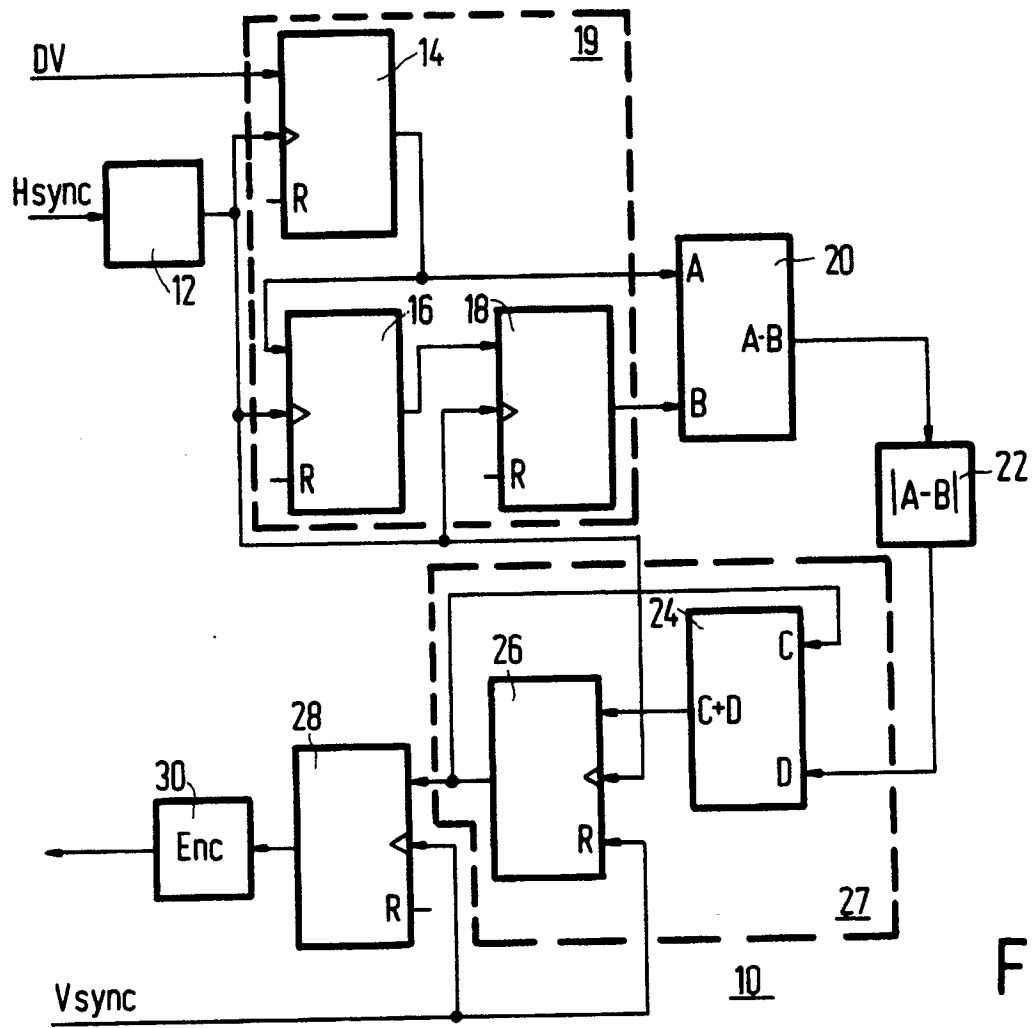 DV
19
14
R
Hsync
12
A
20
A-B
B
16
R
18
R
22
|A-B|
24
C
C+D
D
26
R
28
R
30
Enc
27
10
Vsync
F